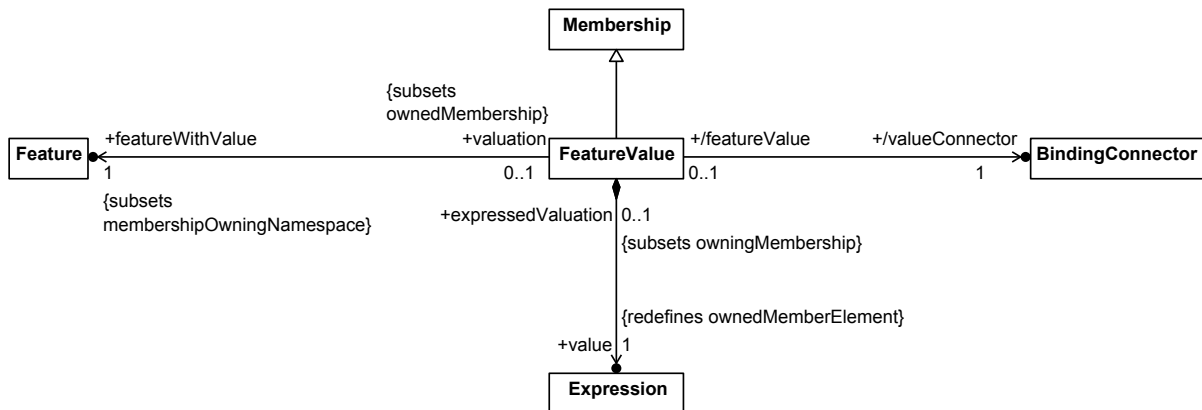 Membership
{subsets
ownedMembership}
+featureWithValue
+valuation
+/featureValue
+/valueConnector
Feature
FeatureValue
BindingConnector
1
0..1
0..1
1
{subsets
membershipOwningNamespace}
+expressedValuation
0..1
{subsets owningMembership}
{redefines ownedMemberElement}
+value
1
Expression